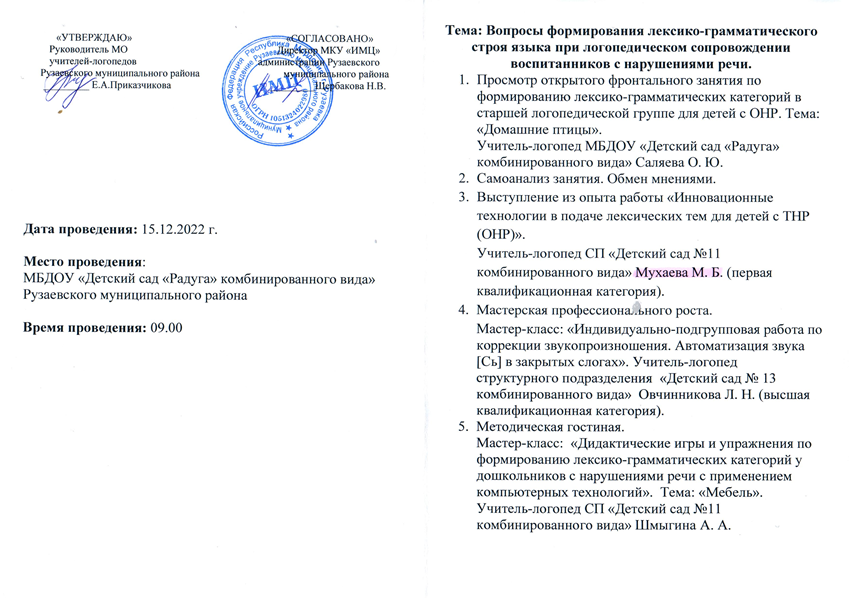 «УТВЕРЖДАЮ»
Руководитель МО
учителей-логопедов
Рузаевского муниципального района
________ Е.А.Приказчикова
«СОГЛАСОВАНО»
Директор МКУ «ИМЦ»
администрации Рузаевского
муниципального района
Щербакова Н.В.
ИМЦ
ОГРН 1051324022958
Дата проведения: 15.12.2022 г.
Место проведения:
МБДОУ «Детский сад «Радуга» комбинированного вида»
Рузаевского муниципального района
Время проведения: 09.00
Тема: Вопросы формирования лексико-грамматического
строя языка при логопедическом сопровождении
воспитанников с нарушениями речи.
1. Просмотр открытого фронтального занятия по
формированию лексико-грамматических категорий в
старшей логопедической группе для детей с ОНР. Тема:
«Домашние птицы».
Учитель-логопед МБДОУ «Детский сад «Радуга»
комбинированного вида» Саляева О. Ю.
2. Самоанализ занятия. Обмен мнениями.
3. Выступление из опыта работы «Инновационные
технологии в подаче лексических тем для детей с ТНР
(ОНР)».
Учитель-логопед СП «Детский сад №11
комбинированного вида» Мухаева М. Б. (первая
квалификационная категория).
4. Мастерская профессионального роста.
Мастер-класс: «Индивидуально-подгрупповая работа по
коррекции звукопроизношения. Автоматизация звука
[Сь] в закрытых слогах». Учитель-логопед
структурного подразделения «Детский сад № 13
комбинированного вида» Овчинникова Л. Н. (высшая
квалификационная категория).
5. Методическая гостиная.
Мастер-класс: «Дидактические игры и упражнения по
формированию лексико-грамматических категорий у
дошкольников с нарушениями речи с применением
компьютерных технологий». Тема: «Мебель».
Учитель-логопед СП «Детский сад №11
комбинированного вида» Шмыгина А. А.